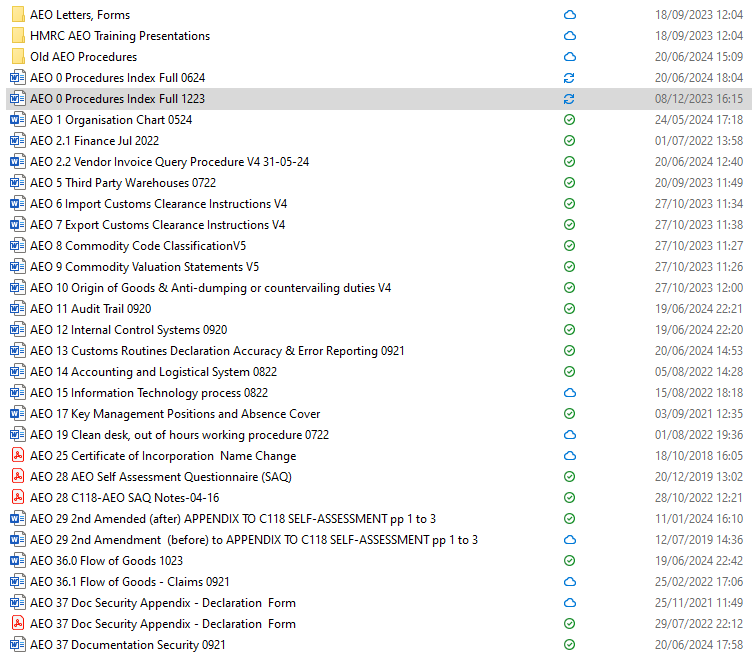 AEO Letters, Forms 18/09/2023 12:04
HMRC AEO Training Presentations 18/09/2023 12:04
Old AEO Procedures 20/06/2024 15:09
AEO 0 Procedures Index Full 0624 20/06/2024 18:04
AEO 0 Procedures Index Full 1223 08/12/2023 16:15
AEO 1 Organisation Chart 0524 24/05/2024 17:18
AEO 2.1 Finance Jul 2022 01/07/2022 13:58
AEO 2.2 Vendor Invoice Query Procedure V4 31-05-24 20/06/2024 12:40
AEO 5 Third Party Warehouses 0722 20/09/2023 11:49
AEO 6 Import Customs Clearance Instructions V4 27/10/2023 11:34
AEO 7 Export Customs Clearance Instructions V4 27/10/2023 11:38
AEO 8 Commodity Code ClassificationV5 27/10/2023 11:27
AEO 9 Commodity Valuation Statements V5 27/10/2023 11:26
AEO 10 Origin of Goods & Anti-dumping or countervailing duties V4 27/10/2023 12:00
AEO 11 Audit Trail 0920 19/06/2024 22:21
AEO 12 Internal Control Systems 0920 19/06/2024 22:20
AEO 13 Customs Routines Declaration Accuracy & Error Reporting 0921 20/06/2024 14:53
AEO 14 Accounting and Logistical System 0822 05/08/2022 14:28
AEO 15 Information Technology process 0822 15/08/2022 18:18
AEO 17 Key Management Positions and Absence Cover 03/09/2021 12:35
AEO 19 Clean desk, out of hours working procedure 0722 01/08/2022 19:36
AEO 25 Certificate of Incorporation  Name Change 18/10/2018 16:05
AEO 28 AEO Self Assessment Questionnaire (SAQ) 20/12/2019 13:02
AEO 28 C118-AEO SAQ Notes-04-16 28/10/2022 12:21
AEO 29 2nd Amended (after) APPENDIX TO C118 SELF-ASSESSMENT pp 1 to 3 11/01/2024 16:10
AEO 29 2nd Amendment  (before) to APPENDIX TO C118 SELF-ASSESSMENT pp 1 to 3 12/07/2019 14:36
AEO 36.0 Flow of Goods 1023 19/06/2024 22:42
AEO 36.1 Flow of Goods - Claims 0921 25/02/2022 17:06
AEO 37 Doc Security Appendix - Declaration  Form 25/11/2021 11:49
AEO 37 Doc Security Appendix - Declaration  Form 29/07/2022 22:12
AEO 37 Documentation Security 0921 20/06/2024 17:58